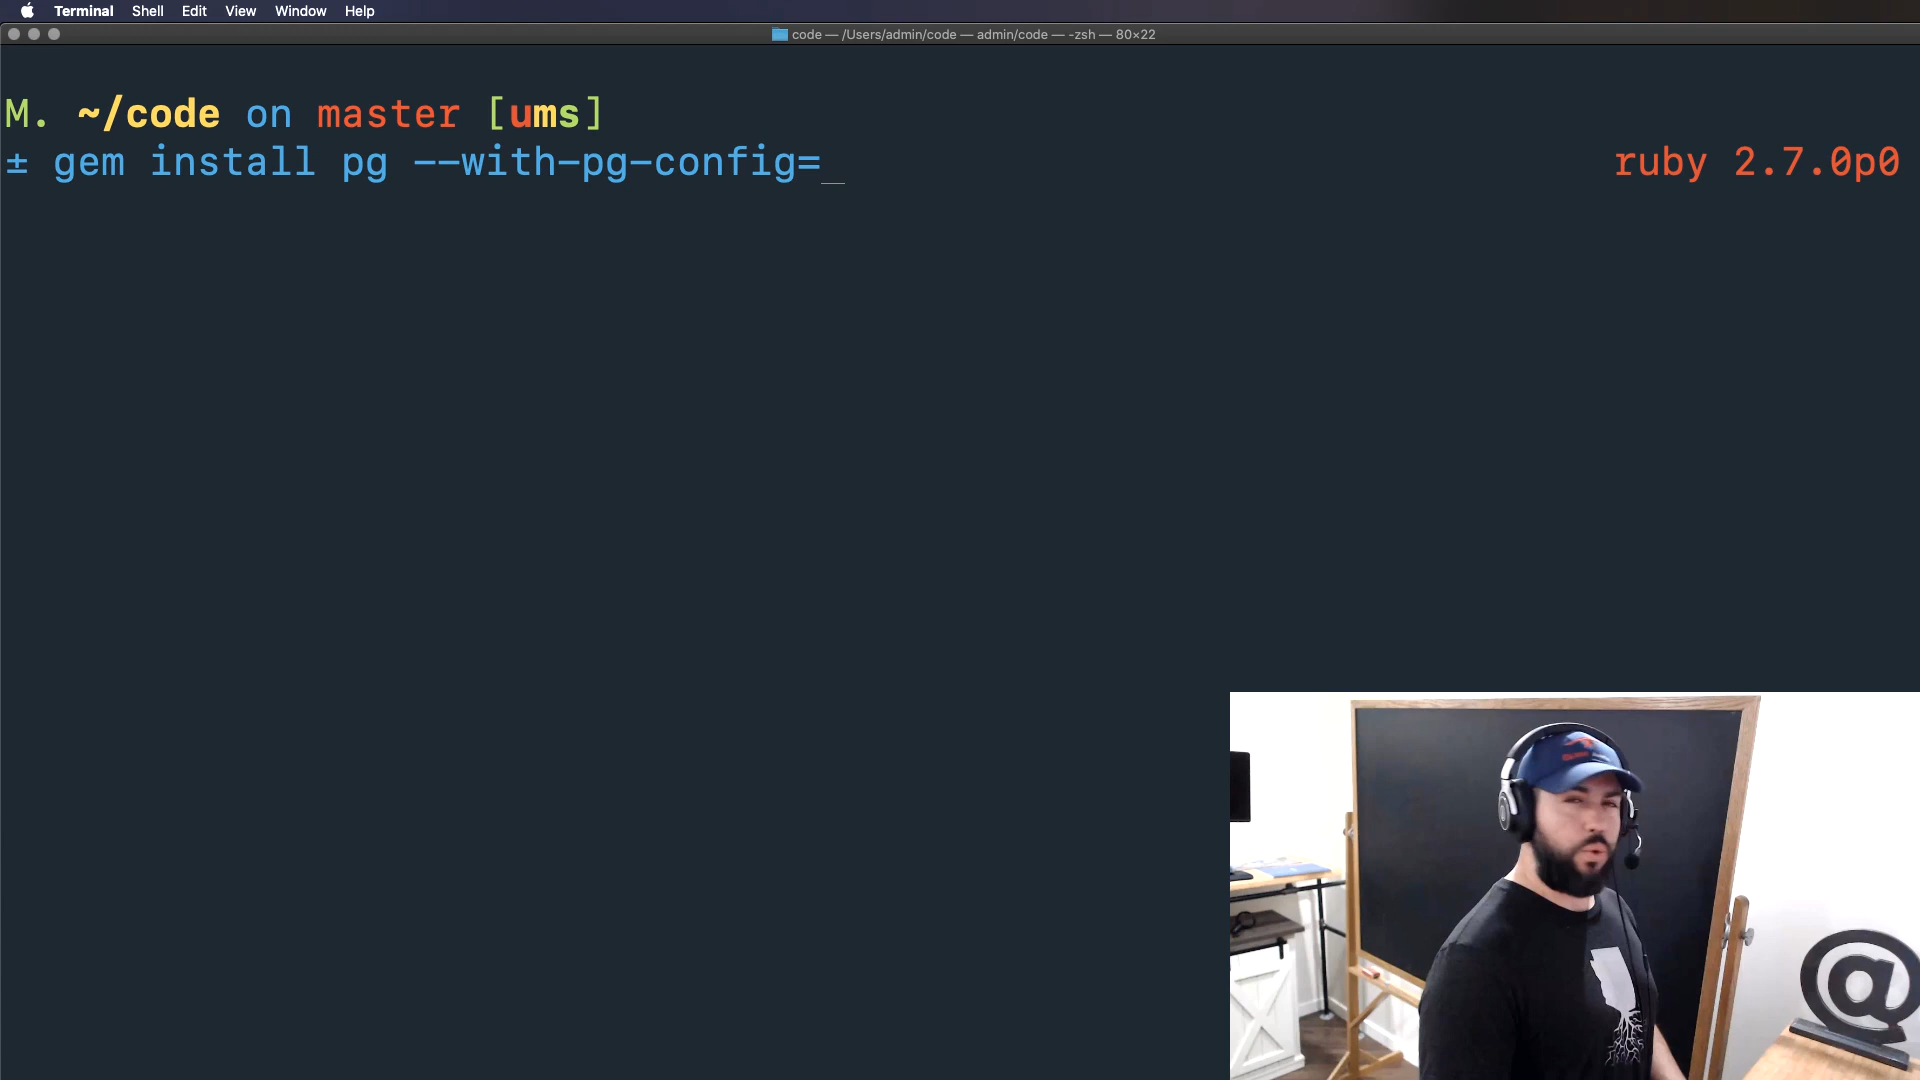 Terminal Shell Edit View Window Help
code — /Users/admin/code — admin/code — -zsh — 80×22
M. ~/code on master [ums]
± gem install pg --with-pg-config=_ ruby 2.7.0p0
@